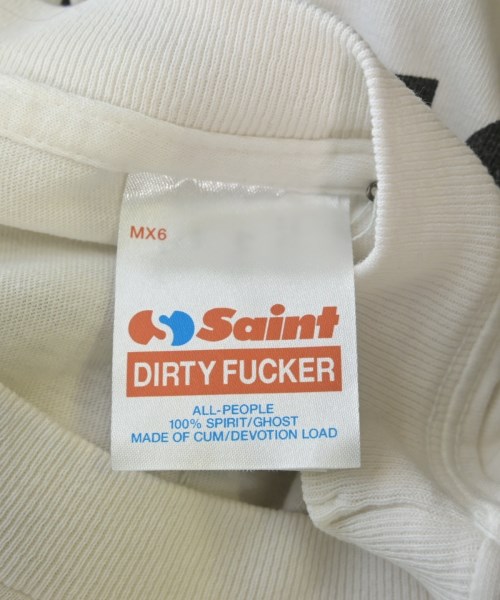 MX6
Saint
DIRTY FUCKER
ALL-PEOPLE
100% SPIRIT/GHOST
MADE OF CUM/DEVOTION LOAD